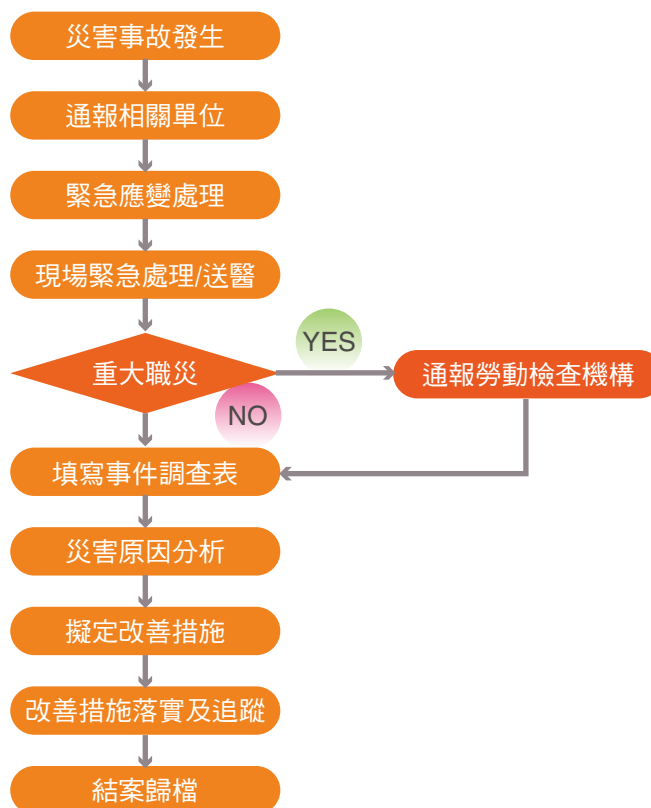 災害事故發生
通報相關單位
緊急應變處理
現場緊急處理/送醫
YES
重大職災
通報勞動檢查機構
NO
填寫事件調查表
災害原因分析
擬定改善措施
改善措施落實及追蹤
結案歸檔